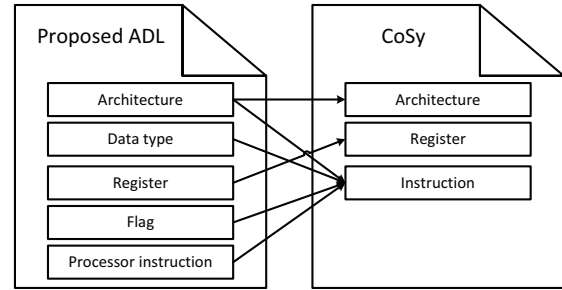 Proposed ADL
Architecture
Data type
Register
Flag
Processor instruction
CoSy
Architecture
Register
Instruction